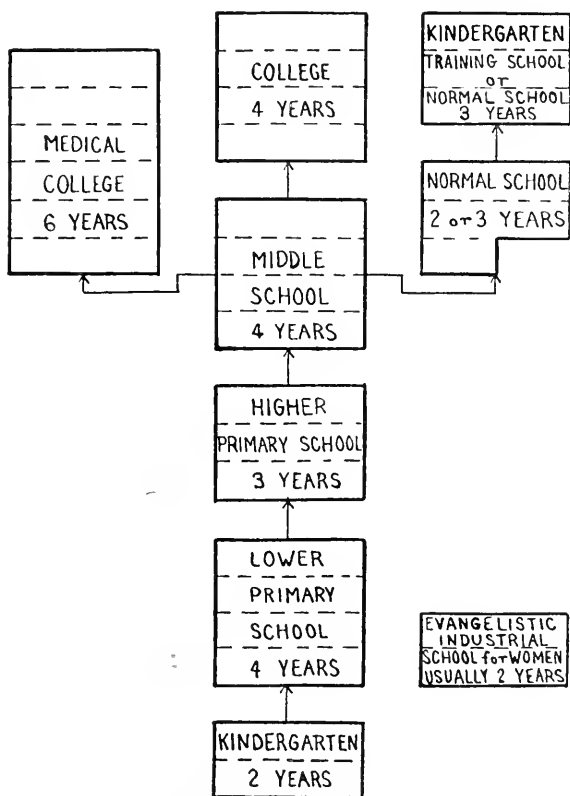 KINDERGARTEN
TRAINING SCHOOL
or
NORMAL SCHOOL
3 YEARS
COLLEGE
4 YEARS
MEDICAL
COLLEGE
6 YEARS
NORMAL SCHOOL
2 or 3 YEARS
MIDDLE
SCHOOL
4 YEARS
HIGHER
PRIMARY SCHOOL
3 YEARS
LOWER
PRIMARY
SCHOOL
4 YEARS
EVANGELISTIC
INDUSTRIAL
SCHOOL for WOMEN
USUALLY 2 YEARS
KINDERGARTEN
2 YEARS